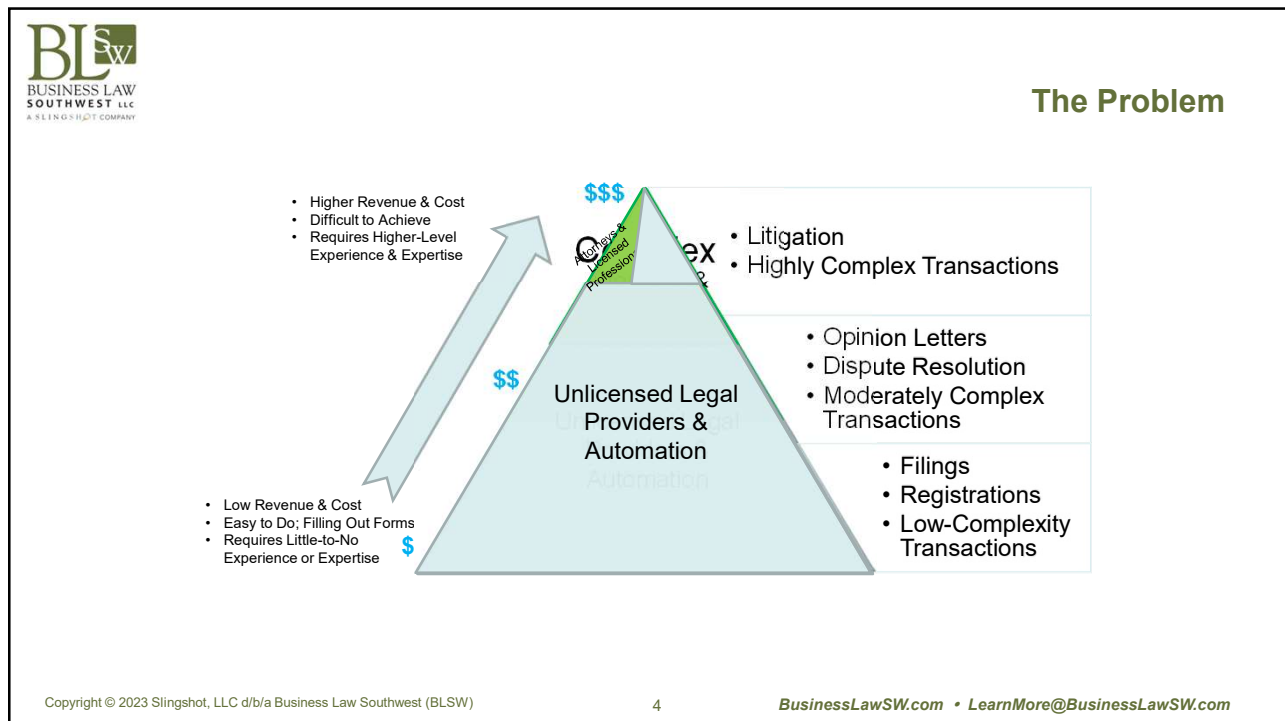 BL SW
BUSINESS LAW
SOUTHWEST LLC
A SLINGSHOT COMPANY
The Problem
• Higher Revenue & Cost
• Difficult to Achieve
• Requires Higher-Level
Experience & Expertise
$$$
Attorneys &
Licensed
&
• Litigation
• Highly Complex Transactions
$$
• Opinion Letters
• Dispute Resolution
• Moderately Complex
Transactions
Unlicensed Legal
Providers &
Automation
Automation
• Filings
• Registrations
• Low-Complexity
Transactions
• Low Revenue & Cost
• Easy to Do; Filling Out Forms
• Requires Little-to-No
Experience or Expertise
$
Copyright © 2023 Slingshot, LLC d/b/a Business Law Southwest (BLSW)
4
BusinessLawSW.com • LearnMore@BusinessLawSW.com